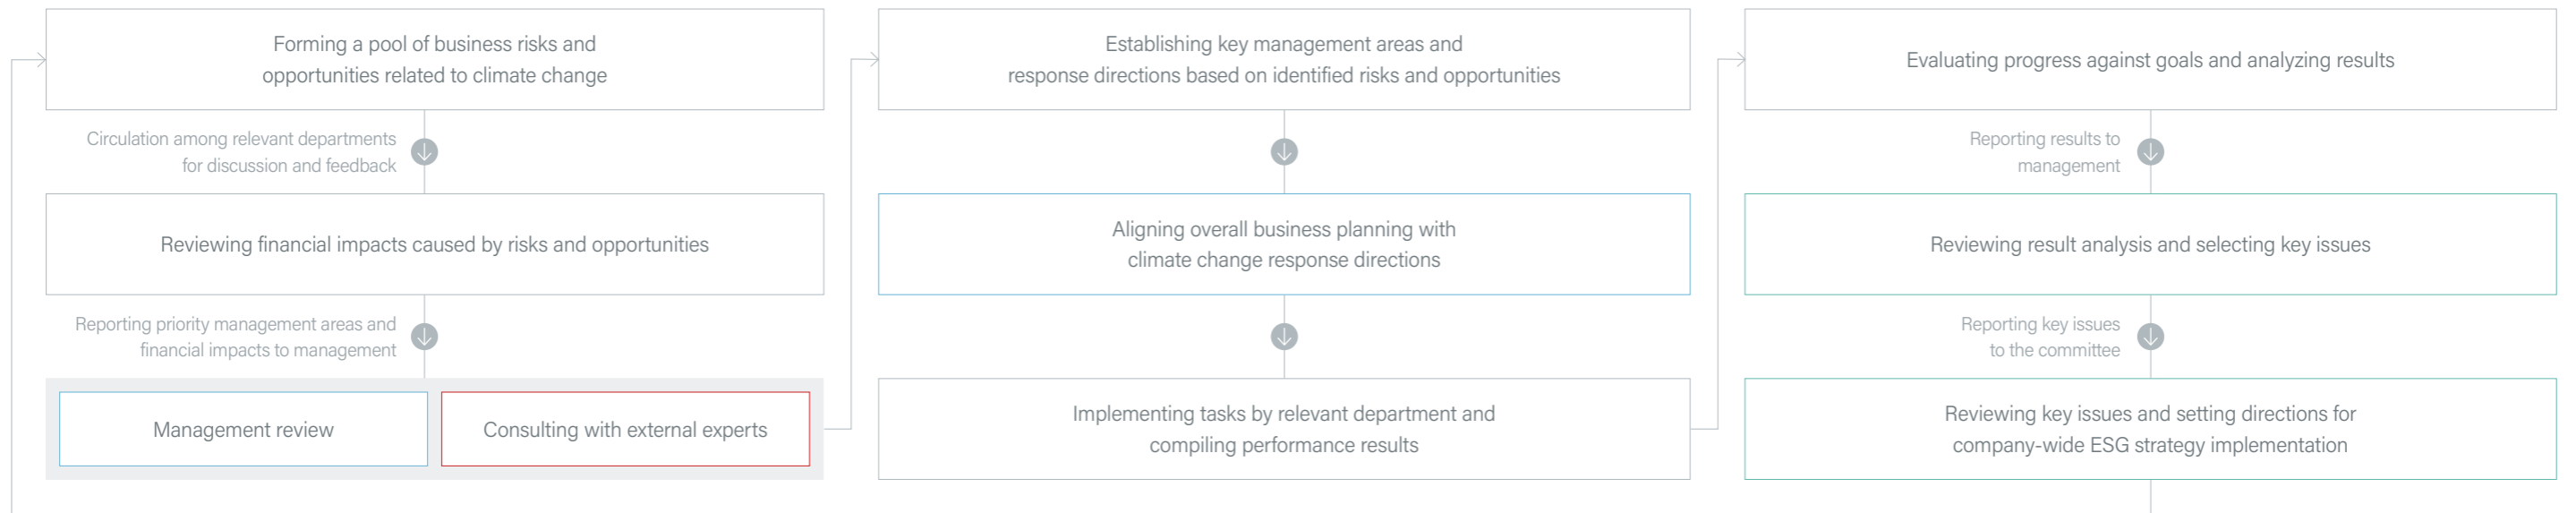 Forming a pool of business risks and
opportunities related to climate change
Circulation among relevant departments
for discussion and feedback
Reviewing financial impacts caused by risks and opportunities
Reporting priority management areas and
financial impacts to management
Management review
Consulting with external experts
Establishing key management areas and
response directions based on identified risks and opportunities
Aligning overall business planning with
climate change response directions
Implementing tasks by relevant department and
compiling performance results
Evaluating progress against goals and analyzing results
Reporting results to
management
Reviewing result analysis and selecting key issues
Reporting key issues
to the committee
Reviewing key issues and setting directions for
company-wide ESG strategy implementation